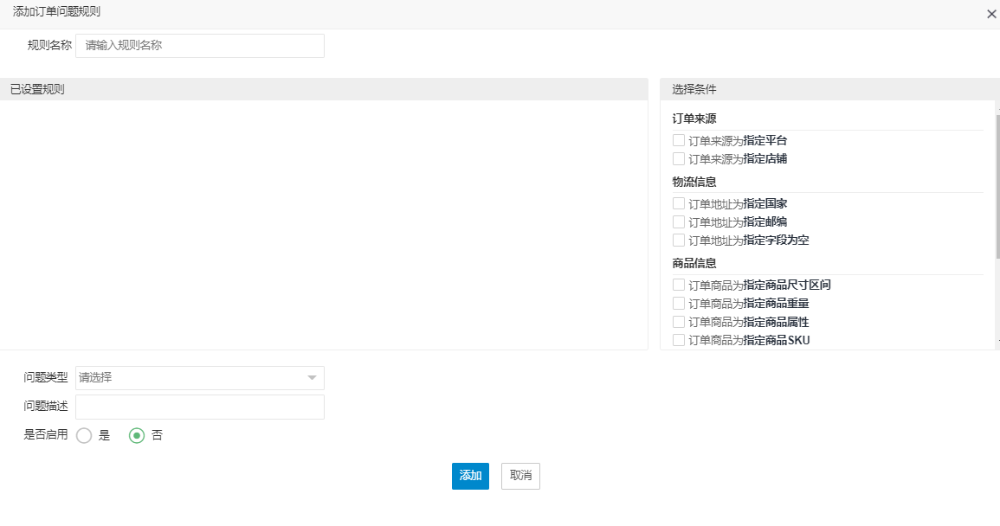 添加订单问题规则
规则名称 请输入规则名称
已设置规则
选择条件
订单来源
订单来源为指定平台
订单来源为指定店铺
物流信息
订单地址为指定国家
订单地址为指定邮编
订单地址为指定字段为空
商品信息
订单商品为指定商品尺寸区间
订单商品为指定商品重量
订单商品为指定商品属性
订单商品为指定商品SKU
问题类型 请选择
问题描述
是否启用 是 否
添加 取消